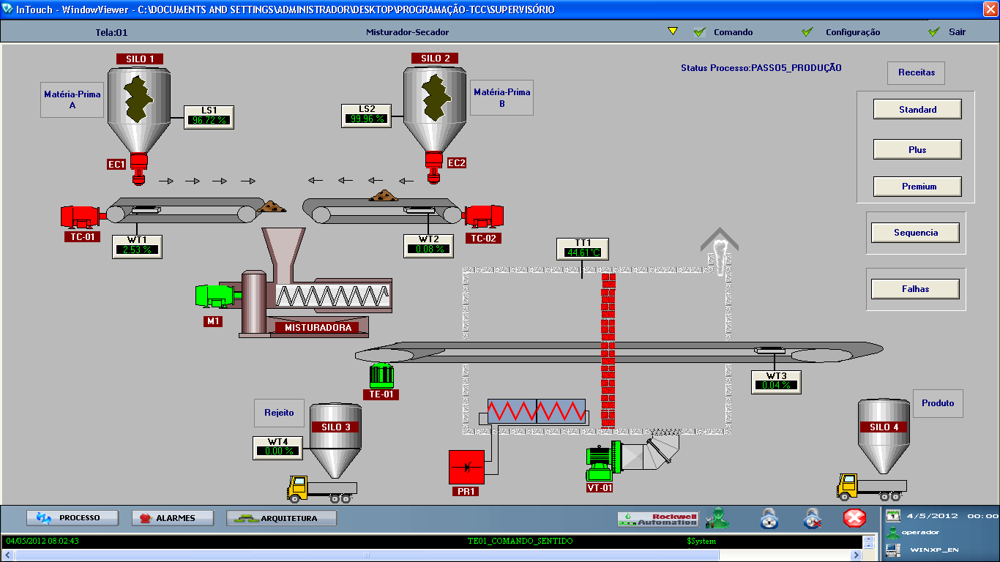 InTouch - WindowViewer - C:\DOCUMENTS AND SETTINGS\ADMINISTRADOR\DESKTOP\PROGRAMAÇÃO-TCC\SUPERVISÓRIO
Tela:01
Misturador-Secador
Comando
Configuração
Sair
SILO 1
SILO 2
Status Processo:PASSO5_PRODUÇÃO
Receitas
Matéria-Prima
A
LS1
96.72 %
LS2
99.96 %
Matéria-Prima
B
Standard
Plus
Premium
EC1
EC2
TC-01
WT1
2.53 %
WT2
0.08 %
TC-02
Sequencia
TT1
44.61°C
Falhas
M1
MISTURADORA
TE-01
WT3
0.04 %
Rejeito
SILO 3
WT4
0.00 %
PR1
VT-01
Produto
SILO 4
PROCESSO
ALARMES
ARQUITETURA
Rockwell
Automation
4/5/2012 00:00
operador
WINXP_EN
04/05/2012 08:02:43
TE01_COMANDO_SENTIDO
$System